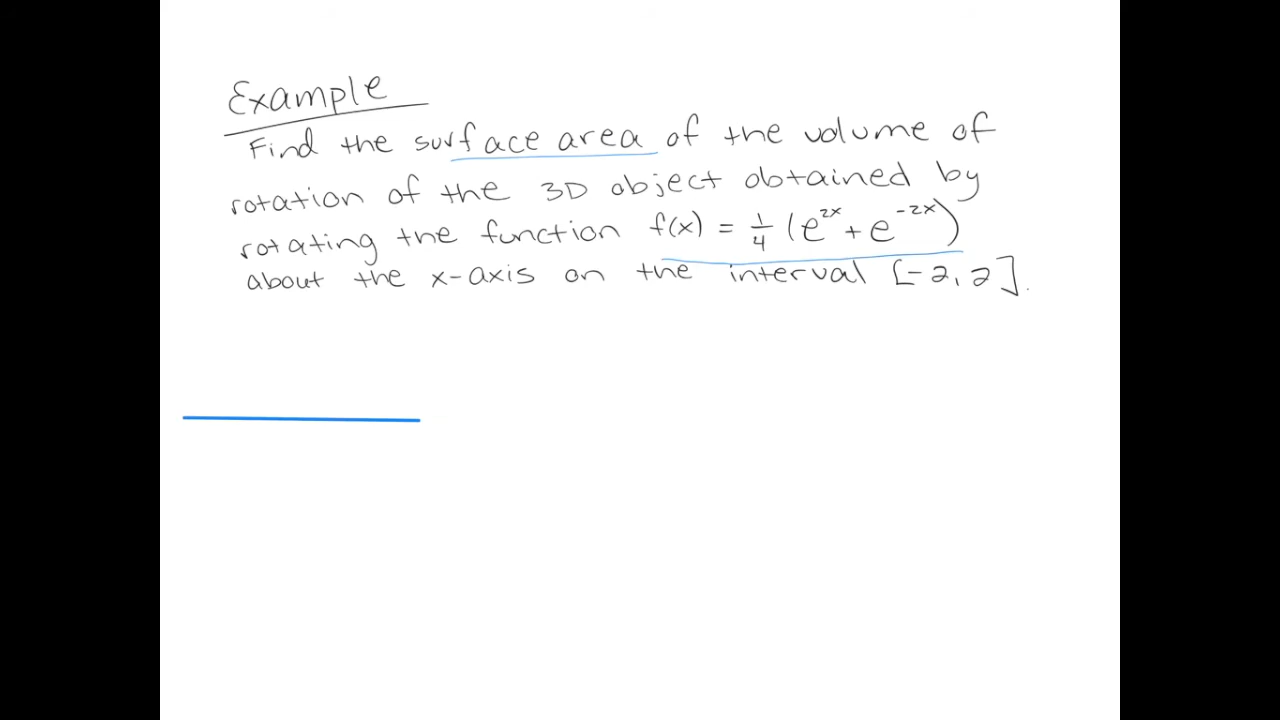 Example
Find the surface area of the volume of
rotation of the 3D object obtained by
rotating the function f(x) = 1/4 (e^2x + e^-2x)
about the x-axis on the interval [-2, 2].